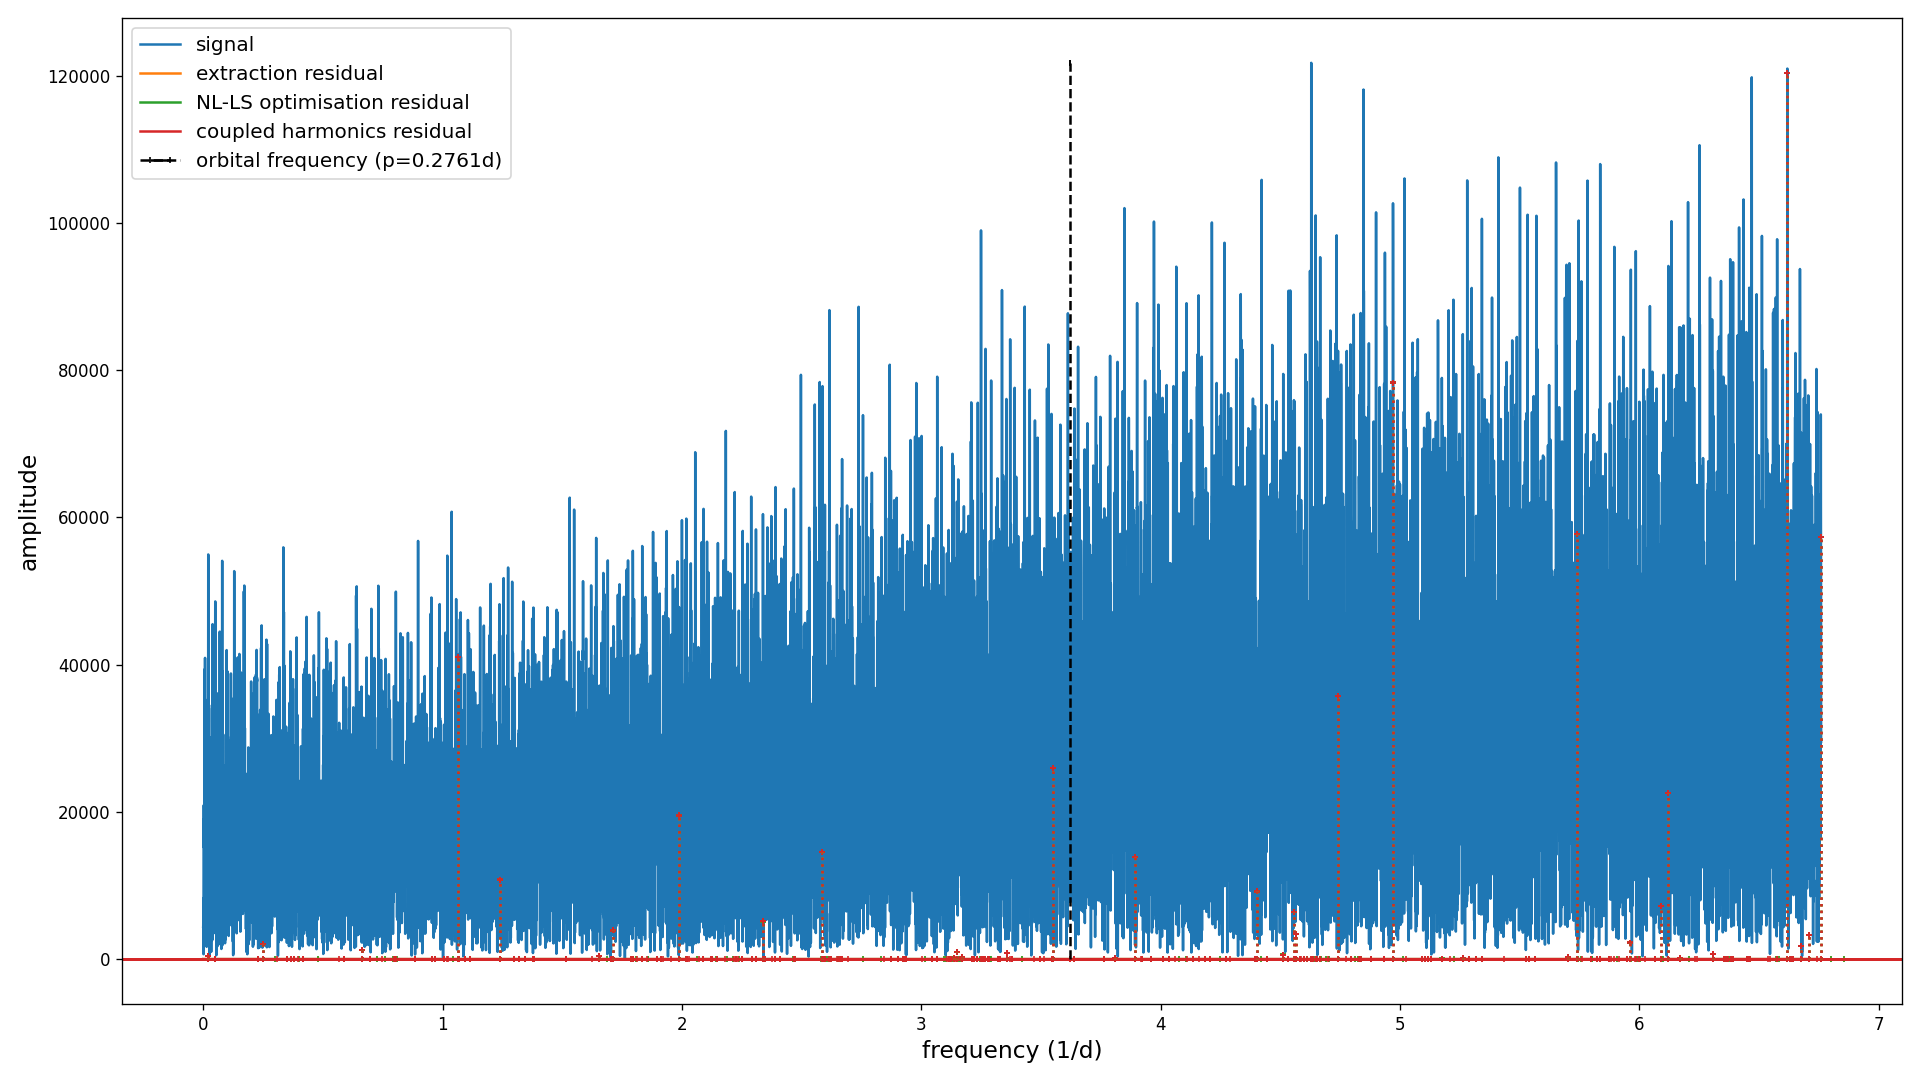 signal
extraction residual
NL-LS optimisation residual
coupled harmonics residual
orbital frequency (p=0.2761d)
amplitude
120000
100000
80000
60000
40000
20000
0
0 1 2 3 4 5 6 7
frequency (1/d)